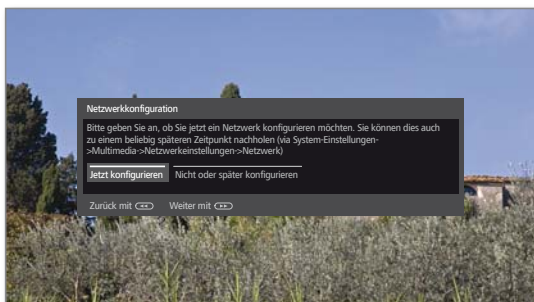 Netzwerkkonfiguration
Bitte geben Sie an, ob Sie jetzt ein Netzwerk konfigurieren möchten. Sie können dies auch
zu einem beliebig späteren Zeitpunkt nachholen (via System-Einstellungen-
>Multimedia->Netzwerkeinstellungen->Netzwerk)
Jetzt konfigurieren Nicht oder später konfigurieren
Zurück mit Weiter mit